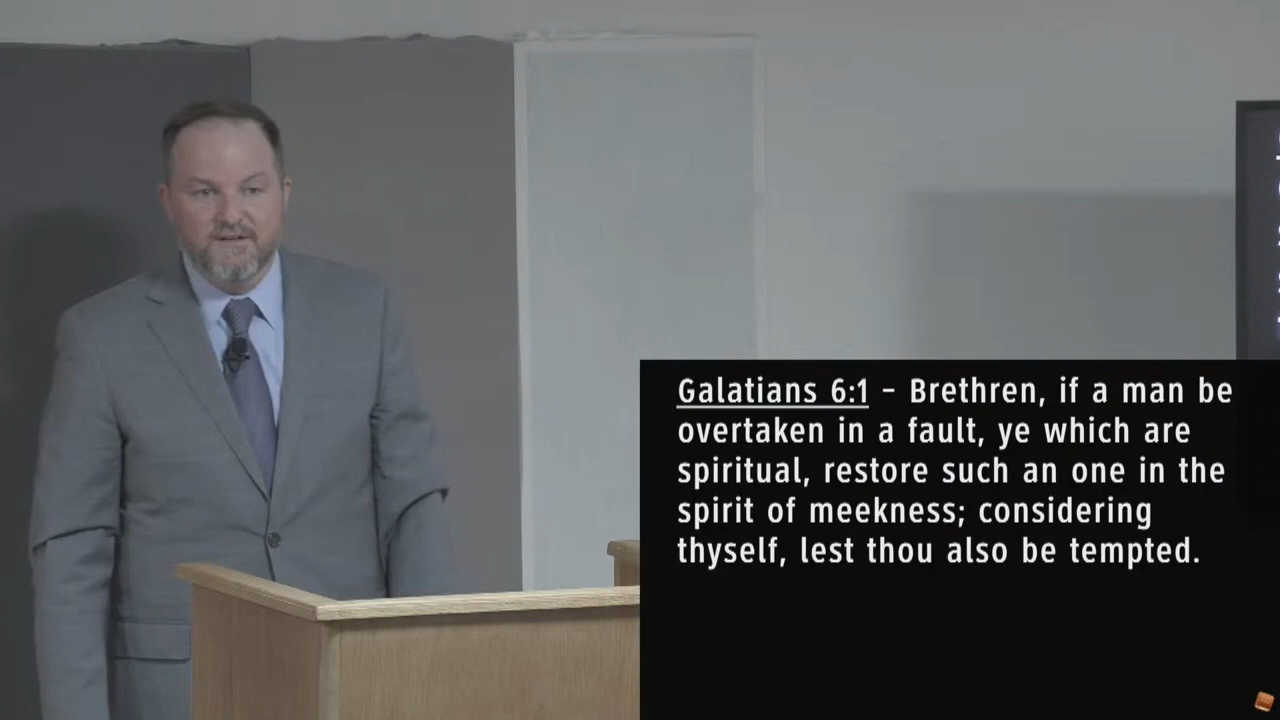 Galatians 6:1 – Brethren, if a man be
overtaken in a fault, ye which are
spiritual, restore such an one in the
spirit of meekness; considering
thyself, lest thou also be tempted.